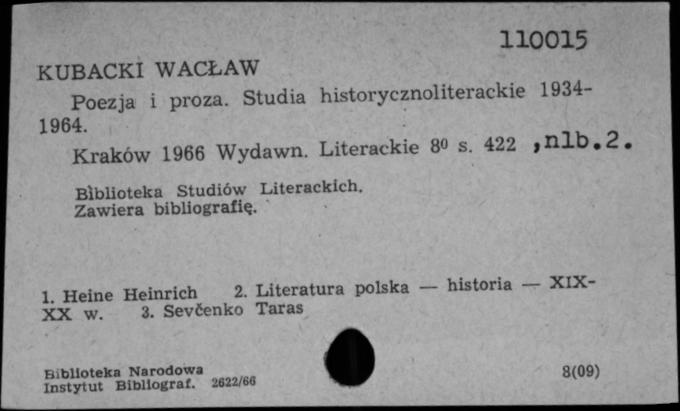 110015
KUBACKI WACŁAW
Poezja i proza. Studia historycznoliterackie 1934-
1964.
Kraków 1966 Wydawn. Literackie 8⁰ s. 422 ,nlb.2.
Biblioteka Studiów Literackich.
Zawiera bibliografię.
1. Heine Heinrich 2. Literatura polska — historia — XIX-
XX w. 3. Sevčenko Taras
Biblioteka Narodowa
Instytut Bibliograf. 2622/66
8(09)